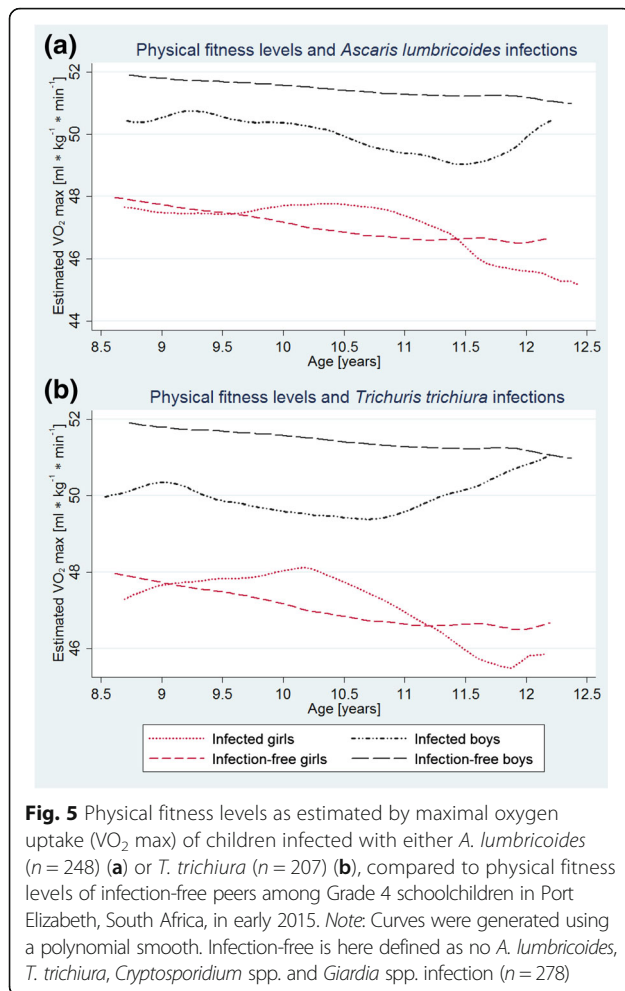 (a)
Physical fitness levels and Ascaris lumbricoides infections
Estimated VO₂ max [ml * kg⁻¹ * min⁻¹]
52
50
48
46
44
8.5 9 9.5 10 10.5 11 11.5 12 12.5
Age [years]
(b)
Physical fitness levels and Trichuris trichiura infections
Estimated VO₂ max [ml * kg⁻¹ * min⁻¹]
52
50
48
46
8.5 9 9.5 10 10.5 11 11.5 12 12.5
Age [years]
Infected girls Infected boys
Infection-free girls Infection-free boys
Fig. 5 Physical fitness levels as estimated by maximal oxygen
uptake (VO₂ max) of children infected with either A. lumbricoides
(n = 248) (a) or T. trichiura (n = 207) (b), compared to physical fitness
levels of infection-free peers among Grade 4 schoolchildren in Port
Elizabeth, South Africa, in early 2015. Note: Curves were generated using
a polynomial smooth. Infection-free is here defined as no A. lumbricoides,
T. trichiura, Cryptosporidium spp. and Giardia spp. infection (n = 278)